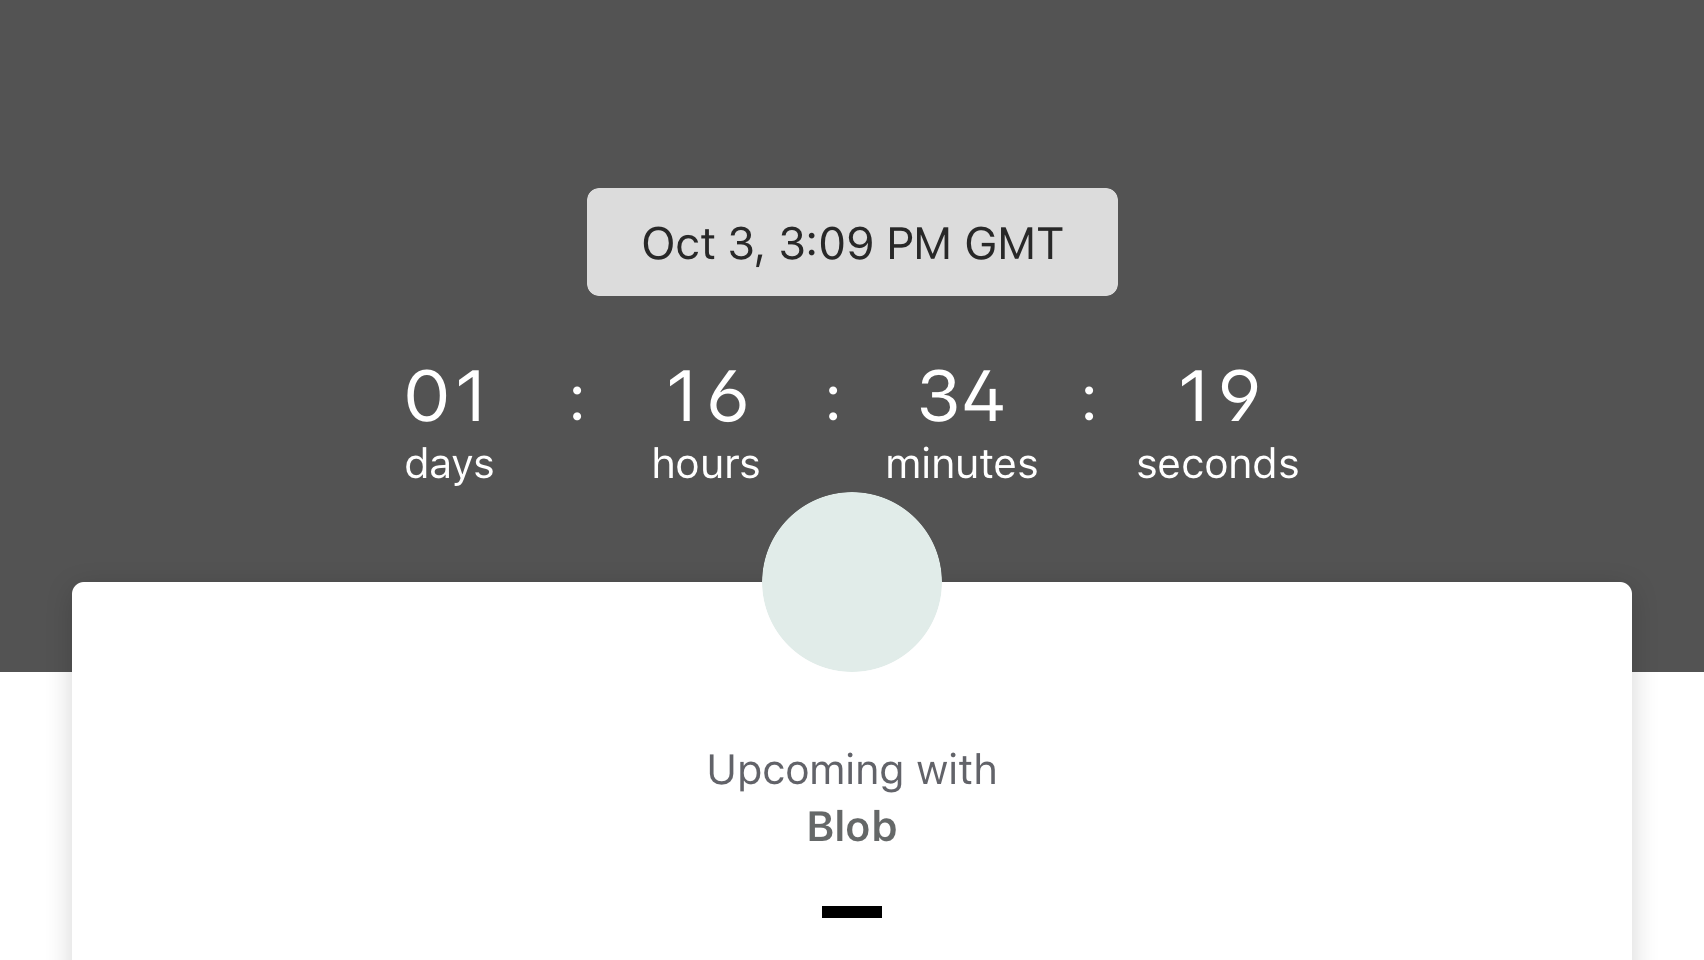 Oct 3, 3:09 PM GMT
01 : 16 : 34 : 19
days hours minutes seconds
Upcoming with
Blob